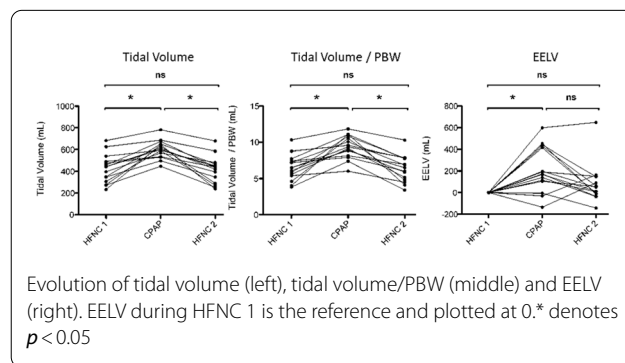 Tidal Volume
Tidal Volume / PBW
EELV
ns
ns
ns
* *
* *
* ns
Tidal Volume (mL)
1000
800
600
400
200
0
HFNC 1
CPAP
HFNC 2
Tidal Volume / PBW (mL)
15
10
5
0
HFNC 1
CPAP
HFNC 2
EELV (mL)
800
600
400
200
0
-200
HFNC 1
CPAP
HFNC 2
Evolution of tidal volume (left), tidal volume/PBW (middle) and EELV
(right). EELV during HFNC 1 is the reference and plotted at 0.* denotes
p < 0.05